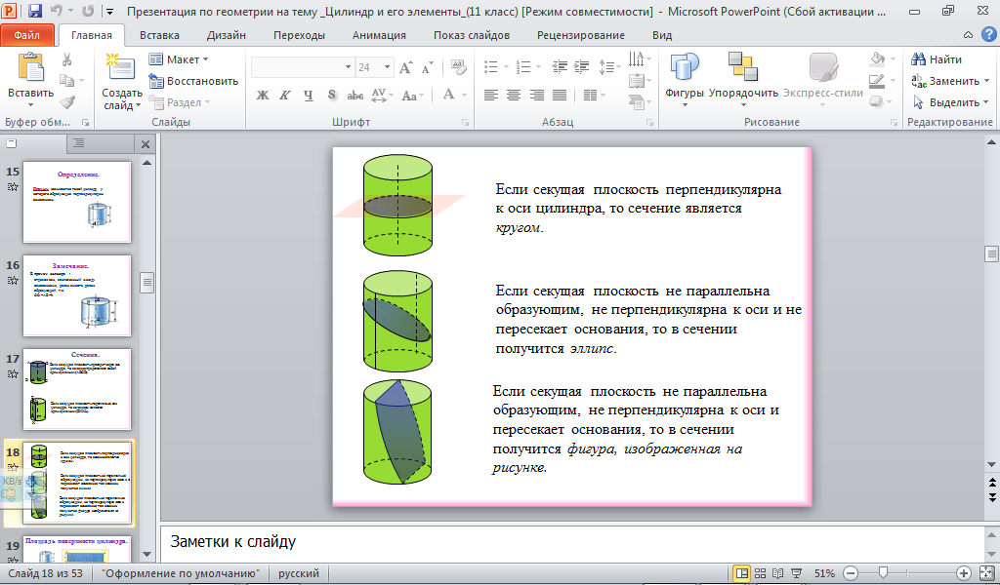 Презентация по геометрии на тему _Цилиндр и его элементы_(11 класс) [Режим совместимости] - Microsoft PowerPoint (Сбой активации ...
Файл Главная Вставка Дизайн Переходы Анимация Показ слайдов Рецензирование Вид
Вставить
Буфер обм...
Создать слайд
Макет
Восстановить
Раздел
Слайды
24
Ж К Ч S abc AV Aa А
Шрифт
Абзац
Фигуры Упорядочить Экспресс-стили
Рисование
Найти
Заменить
Выделить
Редактирование
15
Определение.
16
Замечание.
17
Сечения.
18
KB/s
19
Площадь поверхности цилиндра.
Если секущая плоскость перпендикулярна
к оси цилиндра, то сечение является
кругом.
Если секущая плоскость не параллельна
образующим, не перпендикулярна к оси и не
пересекает основания, то в сечении
получится эллипс.
Если секущая плоскость не параллельна
образующим, не перпендикулярна к оси и
пересекает основания, то в сечении
получится фигура, изображенная на
рисунке.
Заметки к слайду
Слайд 18 из 53 "Оформление по умолчанию" русский 51%